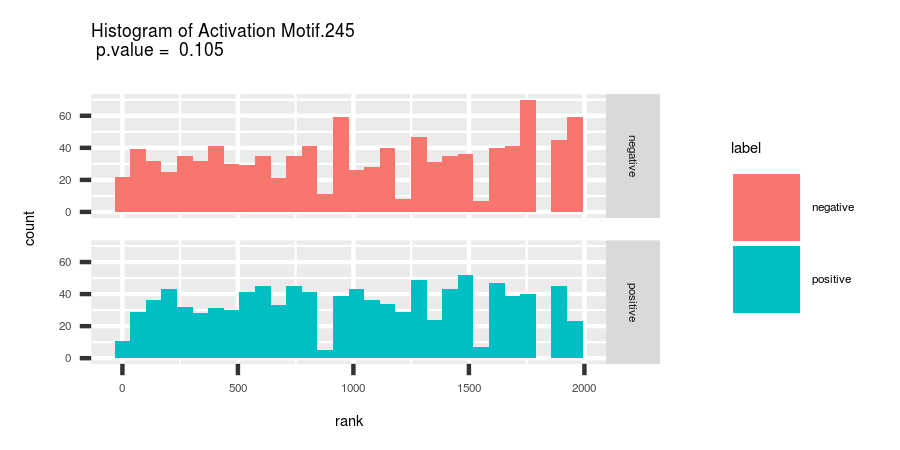 Histogram of Activation Motif.245
p.value = 0.105
count
60
40
20
0
negative
60
40
20
0
positive
0 500 1000 1500 2000
rank
label
negative
positive